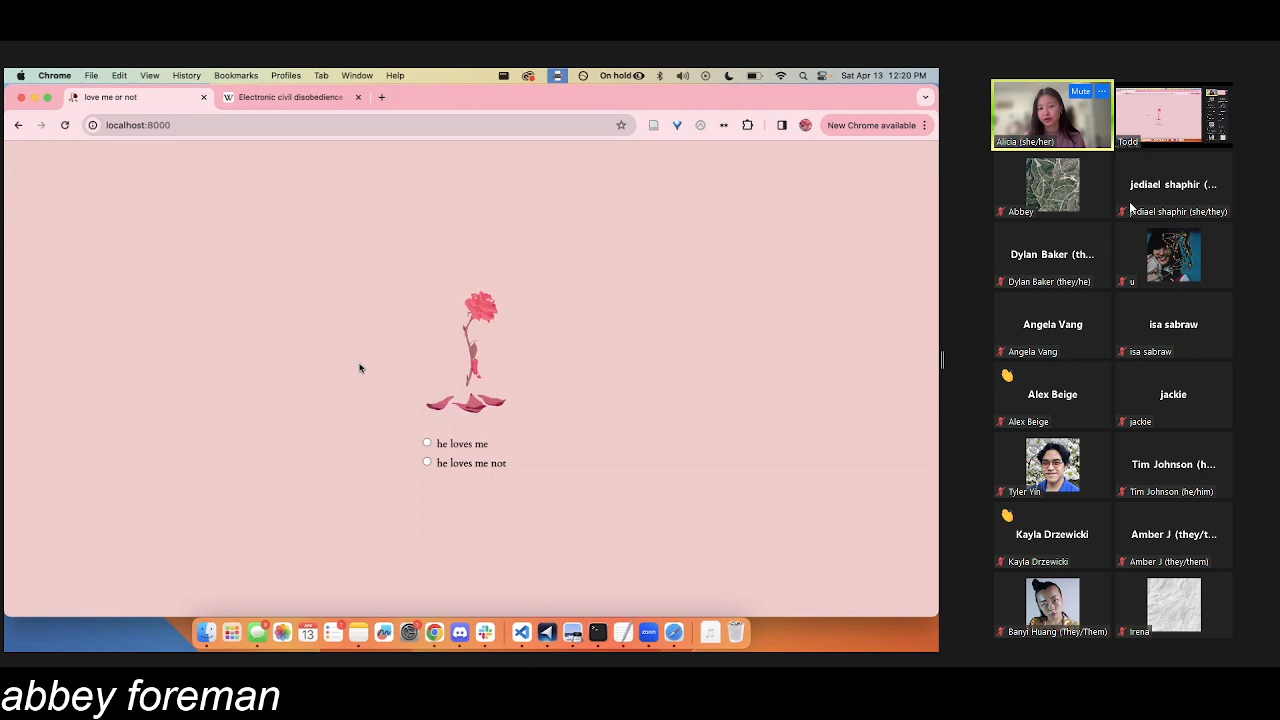 Chrome File Edit View History Bookmarks Profiles Tab Window Help On hold Sat Apr 13 12:20 PM
love me or not Electronic civil disobedience
localhost:8000 New Chrome available
he loves me
he loves me not
APR
13
zoom
Mute
Alicia (she/her)
Todd
Abbey
jediael shaphir (...
jediael shaphir (she/they)
Dylan Baker (th...
Dylan Baker (they/he)
u
Angela Vang
Angela Vang
isa sabraw
isa sabraw
Alex Beige
Alex Beige
jackie
jackie
Tyler Yin
Tim Johnson (h...
Tim Johnson (he/him)
Kayla Drzewicki
Kayla Drzewicki
Amber J (they/t...
Amber J (they/them)
Banyi Huang (They/Them)
Irena
abbey foreman